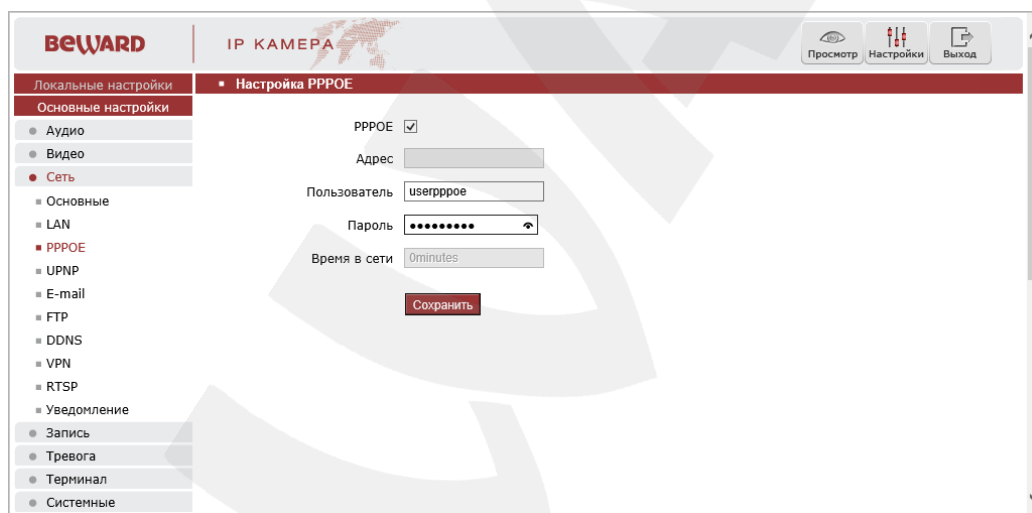 BEWARD
IP КАМЕРА
Просмотр
Настройки
Выход
Локальные настройки
Основные настройки
Аудио
Видео
Сеть
Основные
LAN
PPPOE
UPNP
E-mail
FTP
DDNS
VPN
RTSP
Уведомление
Запись
Тревога
Терминал
Системные
Настройка PPPOE
PPPOE
Адрес
Пользователь userpppoe
Пароль •••••••••
Время в сети 0minutes
Сохранить